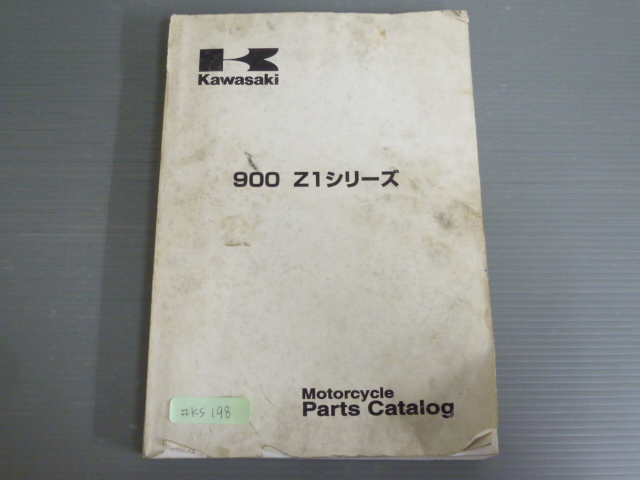 Kawasaki
900 Z1シリーズ
Motorcycle
Parts Catalog
#KS 198